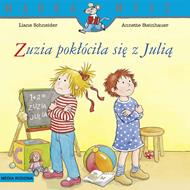 Liane Schneider
Annette Steinhauer
Zuzia pokłóciła się z Julią
1+2=
ZUZIA
JULIA
MEDIA RODZINA